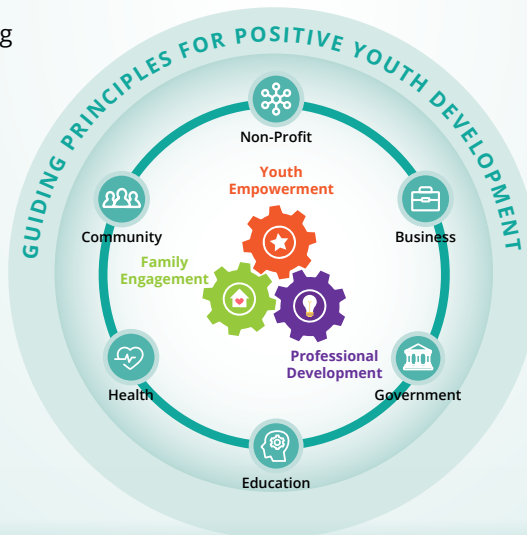 g
GUIDING PRINCIPLES FOR POSITIVE YOUTH DEVELOPMENT
Non-Profit
Youth
Empowerment
Community
Business
Family
Engagement
Professional
Development
Health
Government
Education